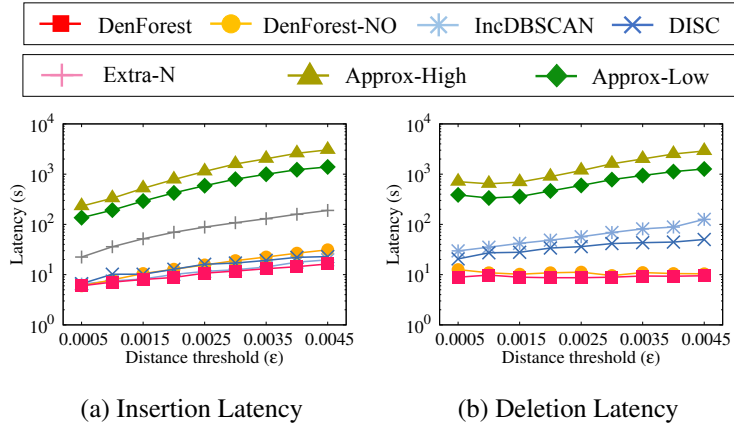 DenForest DenForest-NO IncDBSCAN DISC
Extra-N Approx-High Approx-Low
10^4
10^3
10^2
10^1
10^0
Latency (s)
0.0005 0.0015 0.0025 0.0035 0.0045
Distance threshold (ε)
(a) Insertion Latency
10^4
10^3
10^2
10^1
10^0
Latency (s)
0.0005 0.0015 0.0025 0.0035 0.0045
Distance threshold (ε)
(b) Deletion Latency